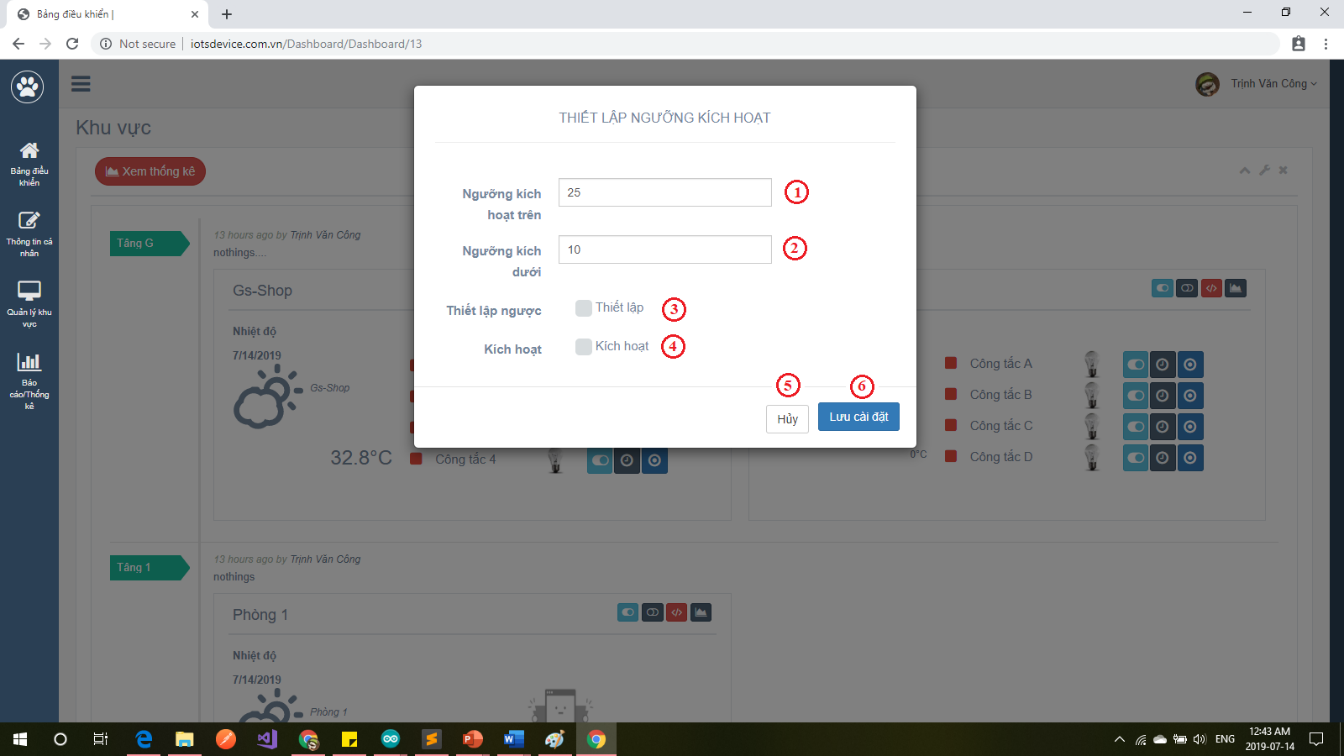 Bảng điều khiển |
Not secure | iotsdevice.com.vn/Dashboard/Dashboard/13
Trịnh Văn Công
Bảng điều
khiển
Thông tin cá
nhân
Quản lý khu
vực
Báo
cáo/Thống
kê
Khu vực
Xem thống kê
Tầng G
13 hours ago by Trịnh Văn Công
nothings....
Gs-Shop
Nhiệt độ
7/14/2019
Gs-Shop
32.8°C
Công tắc 4
Công tắc A
Công tắc B
Công tắc C
Công tắc D
0°C
THIẾT LẬP NGƯỠNG KÍCH HOẠT
Ngưỡng kích
hoạt trên
25
1
Ngưỡng kích
dưới
10
2
Thiết lập ngược
Thiết lập
3
Kích hoạt
Kích hoạt
4
5
6
Hủy
Lưu cài đặt
Tầng 1
13 hours ago by Trịnh Văn Công
nothings
Phòng 1
Nhiệt độ
7/14/2019
Phòng 1
ENG
12:43 AM
2019-07-14